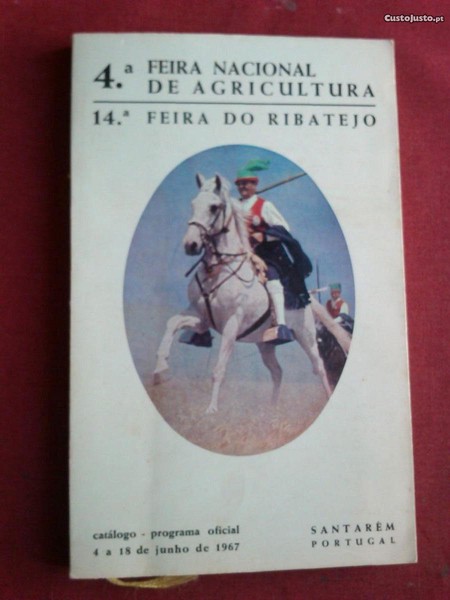 CustoJusto.pt
4.ª FEIRA NACIONAL
DE AGRICULTURA
14.ª FEIRA DO RIBATEJO
catálogo - programa oficial
4 a 18 de junho de 1967
SANTARÉM
PORTUGAL